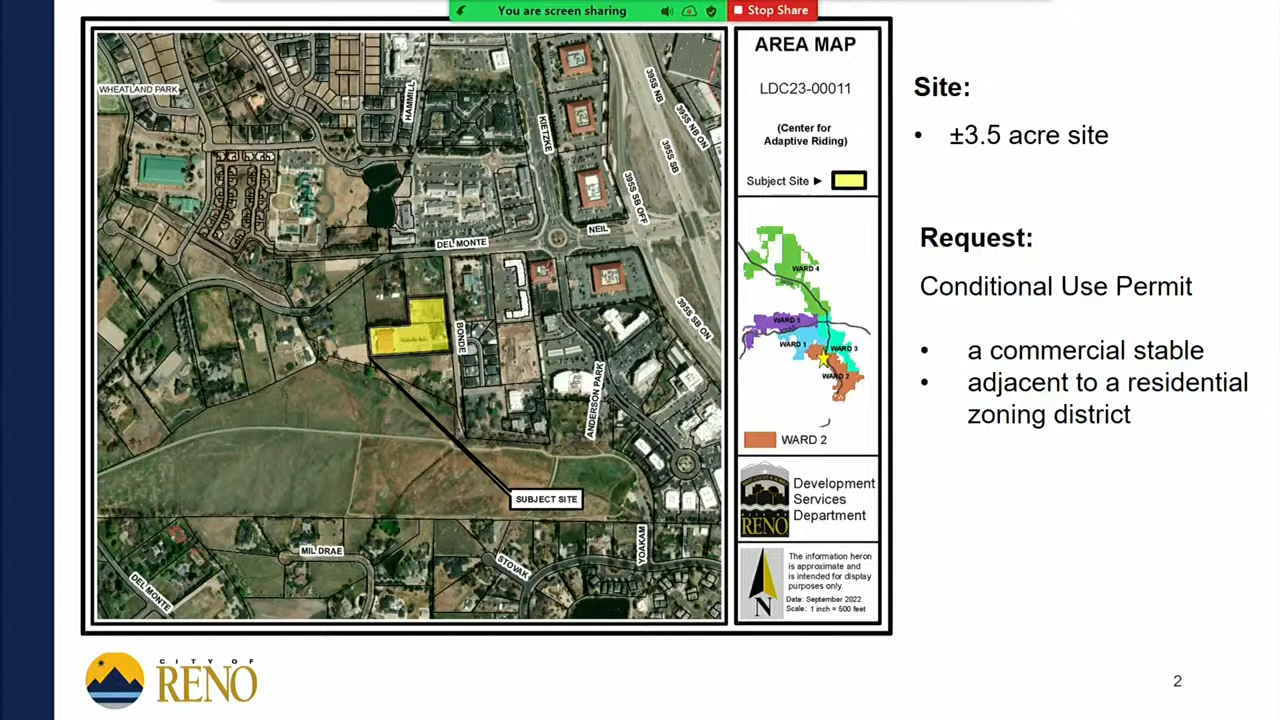 You are screen sharing
Stop Share
WHEATLAND PARK
HAMMILL
KIETZKE
395S NB
395S NB ON
395S SB
395S SB OFF
DEL MONTE
NEIL
395S SB ON
BONDE
ANDERSON PARK
SUBJECT SITE
MIL DRAE
STOVAK
YOAKAM
DEL MONTE
AREA MAP
LDC23-00011
(Center for
Adaptive Riding)
Subject Site ►
WARD 4
WARD 5
WARD 1
WARD 3
WARD 2
WARD 2
RENO
Development
Services
Department
N
The information heron
is approximate and
is intended for display
purposes only.
Date: September 2022
Scale: 1 inch = 500 feet
Site:
• ±3.5 acre site
Request:
Conditional Use Permit
• a commercial stable
• adjacent to a residential
zoning district
CITY OF
RENO
2